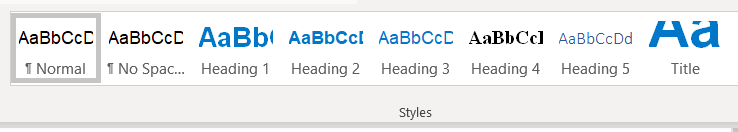 AaBbCcD AaBbCcD AaBb( AaBbCcI AaBbCcD AaBbCcI AaBbCcDd Aa
¶ Normal ¶ No Spac... Heading 1 Heading 2 Heading 3 Heading 4 Heading 5 Title
Styles